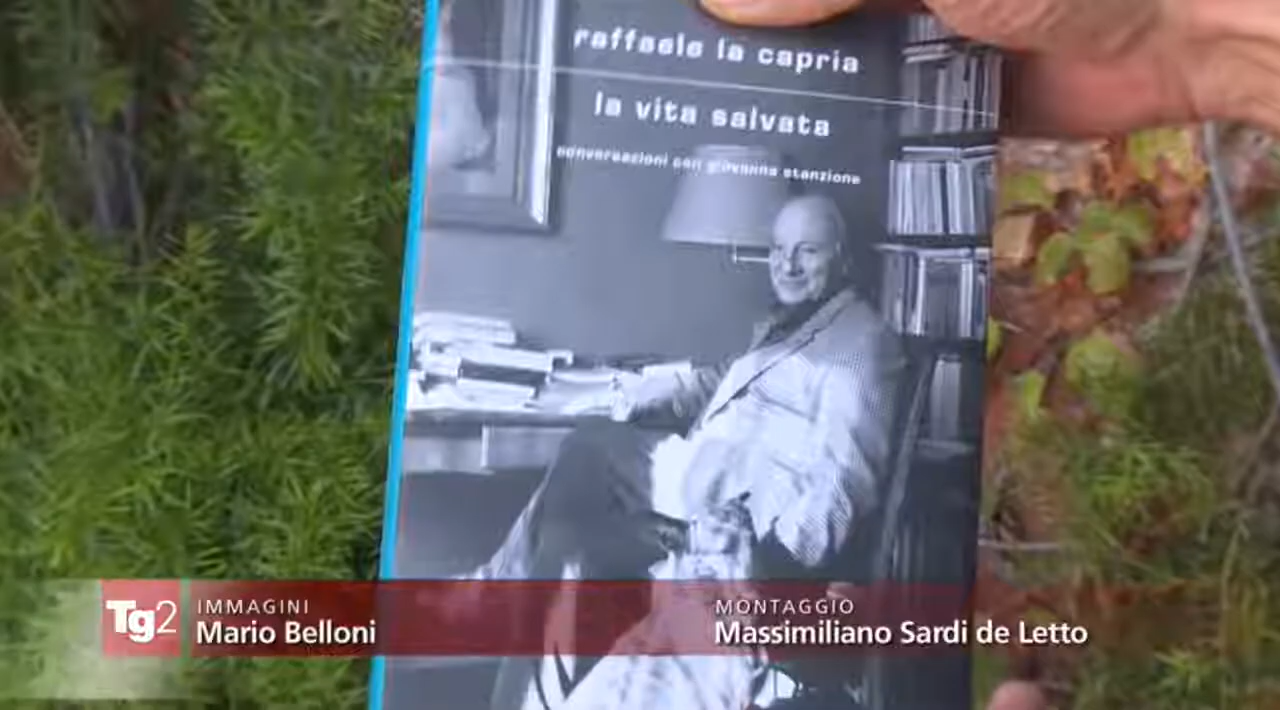 raffaele la capria
la vita salvata
conversazioni con giovanna stanzione
Tg2
IMMAGINI
Mario Belloni
MONTAGGIO
Massimiliano Sardi de Letto